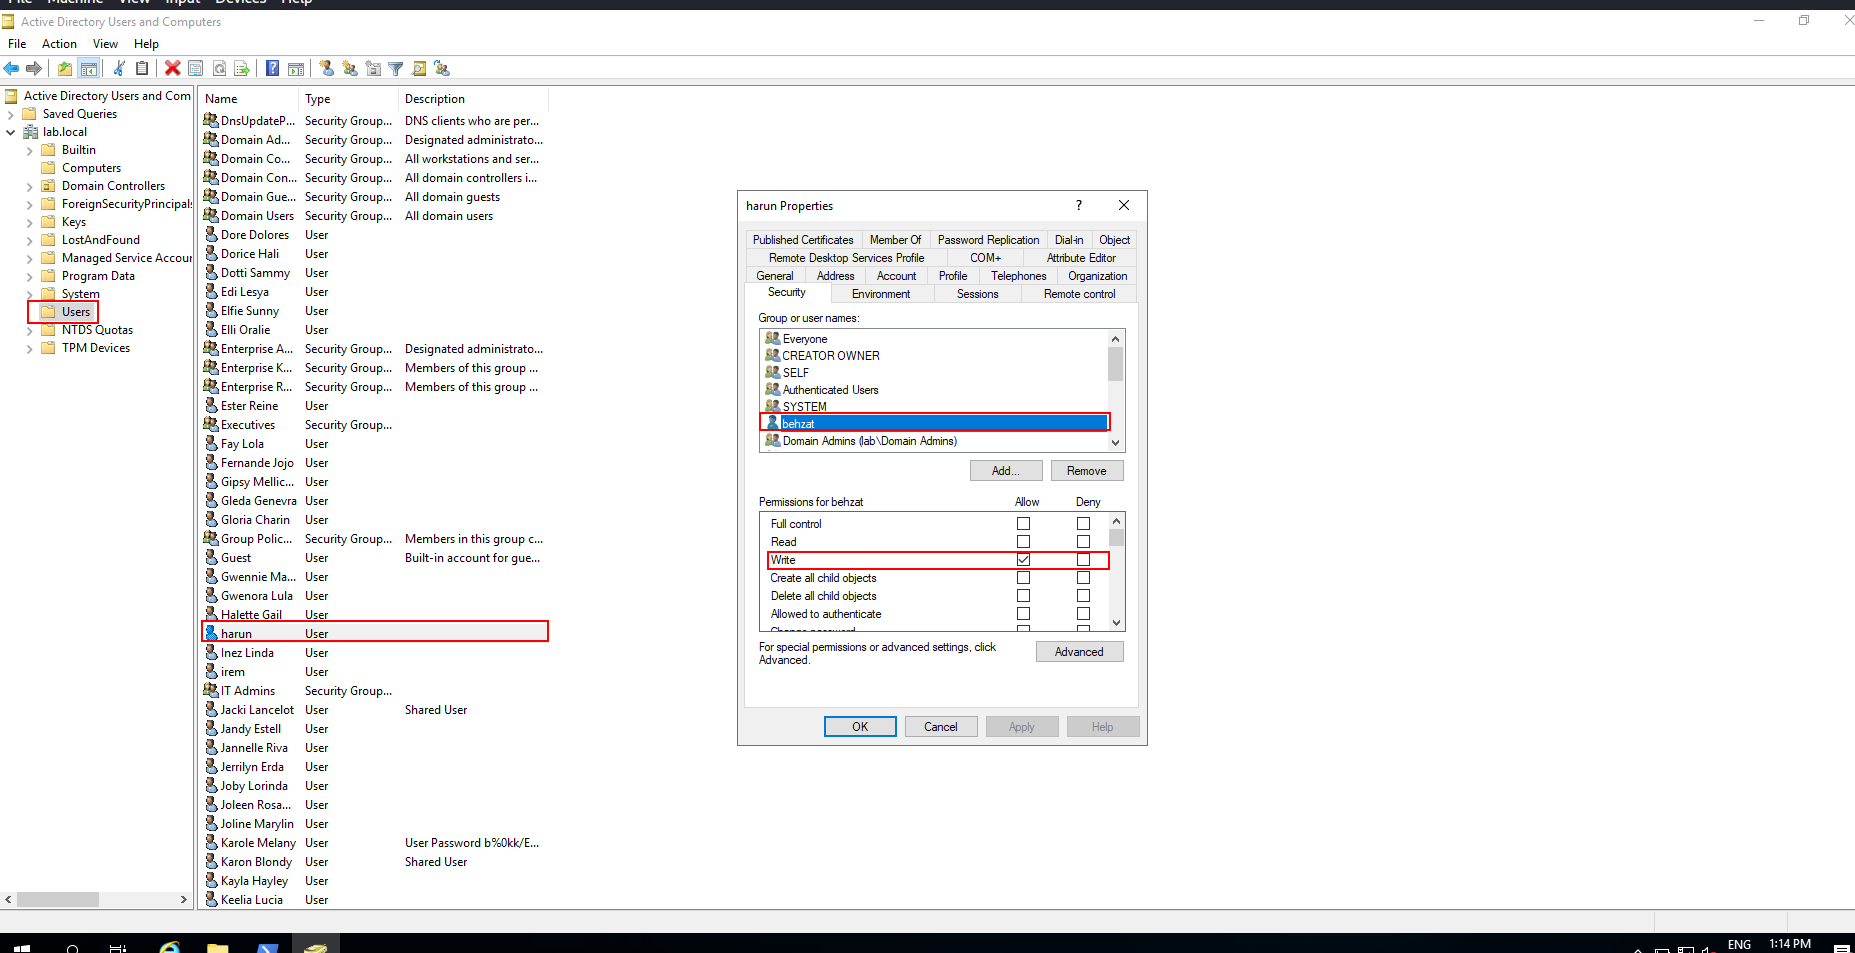 File Machine View Input Devices Help
Active Directory Users and Computers
File Action View Help
Active Directory Users and Com
Saved Queries
lab.local
Builtin
Computers
Domain Controllers
ForeignSecurityPrincipals
Keys
LostAndFound
Managed Service Accour
Program Data
System
Users
NTDS Quotas
TPM Devices
Name Type Description
DnsUpdateP... Security Group... DNS clients who are per...
Domain Ad... Security Group... Designated administrato...
Domain Co... Security Group... All workstations and ser...
Domain Con... Security Group... All domain controllers i...
Domain Gue... Security Group... All domain guests
Domain Users Security Group... All domain users
Dore Dolores User
Dorice Hali User
Dotti Sammy User
Edi Lesya User
Elfie Sunny User
Elli Oralie User
Enterprise A... Security Group... Designated administrato...
Enterprise K... Security Group... Members of this group ...
Enterprise R... Security Group... Members of this group ...
Ester Reine User
Executives Security Group...
Fay Lola User
Fernande Jojo User
Gipsy Mellic... User
Gleda Genevra User
Gloria Charin User
Group Polic... Security Group... Members in this group c...
Guest User Built-in account for gue...
Gwennie Ma... User
Gwenora Lula User
Halette Gail User
harun User
Inez Linda User
irem User
IT Admins Security Group...
Jacki Lancelot User Shared User
Jandy Estell User
Jannelle Riva User
Jerrilyn Erda User
Joby Lorinda User
Joleen Rosa... User
Joline Marylin User
Karole Melany User User Password b%0kk/E...
Karon Blondy User Shared User
Kayla Hayley User
Keelia Lucia User
harun Properties ?
Published Certificates Member Of Password Replication Dial-in Object
Remote Desktop Services Profile COM+ Attribute Editor
General Address Account Profile Telephones Organization
Security Environment Sessions Remote control
Group or user names:
Everyone
CREATOR OWNER
SELF
Authenticated Users
SYSTEM
behzat
Domain Admins (lab\Domain Admins)
Add... Remove
Permissions for behzat Allow Deny
Full control
Read
Write
Create all child objects
Delete all child objects
Allowed to authenticate
Change password
For special permissions or advanced settings, click
Advanced.
Advanced
OK Cancel Apply Help
ENG 1:14 PM